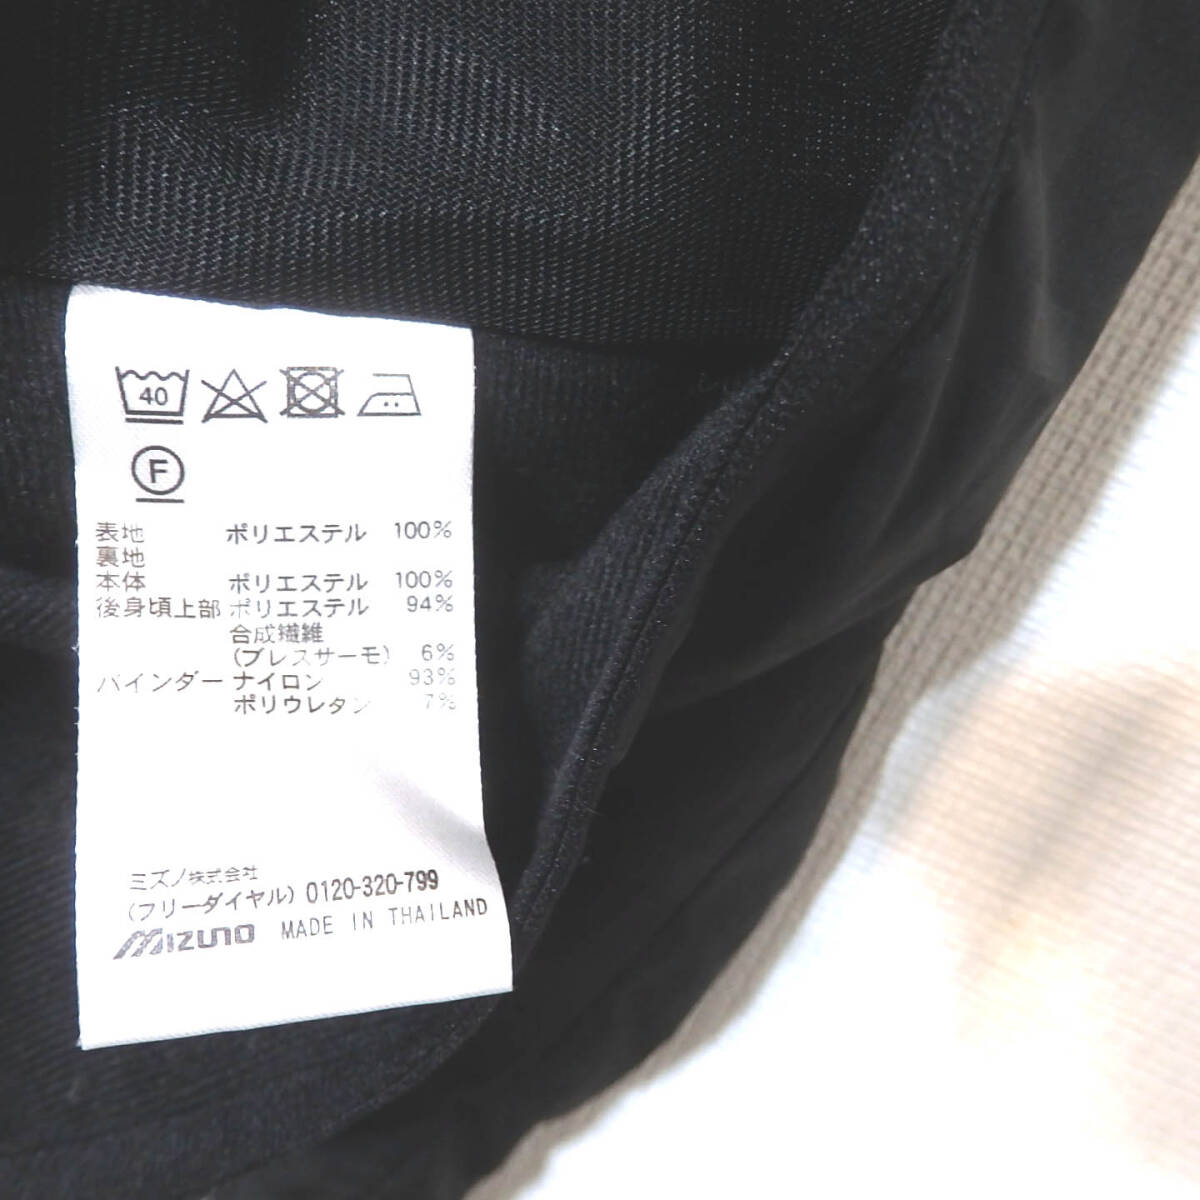 40
F
表地 ポリエステル 100%
裏地
本体 ポリエステル 100%
後身頃上部 ポリエステル 94%
合成繊維
(ブレスサーモ) 6%
バインダー ナイロン 93%
ポリウレタン 7%
ミズノ株式会社
(フリーダイヤル) 0120-320-799
MIZUNO MADE IN THAILAND